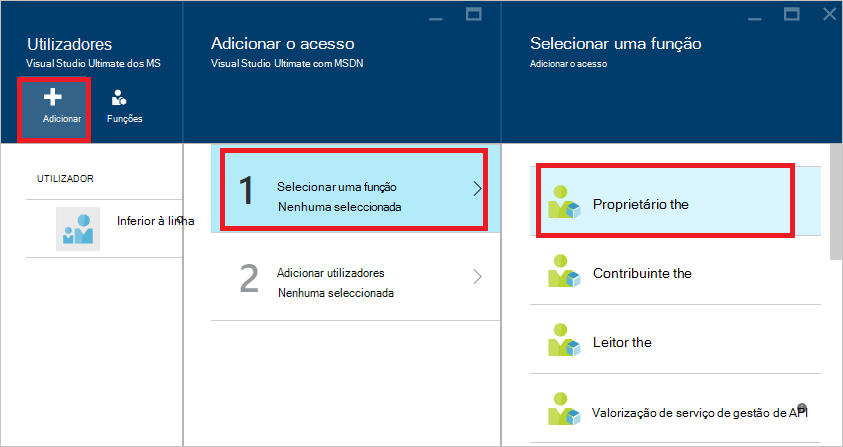 Utilizadores
Visual Studio Ultimate dos MS
Adicionar
Funções
UTILIZADOR
Inferior à linha
Adicionar o acesso
Visual Studio Ultimate com MSDN
1
Selecionar uma função
Nenhuma seleccionada
2
Adicionar utilizadores
Nenhuma seleccionada
Selecionar uma função
Adicionar o acesso
Proprietário the
Contribuinte the
Leitor the
Valorização de serviço de gestão de API